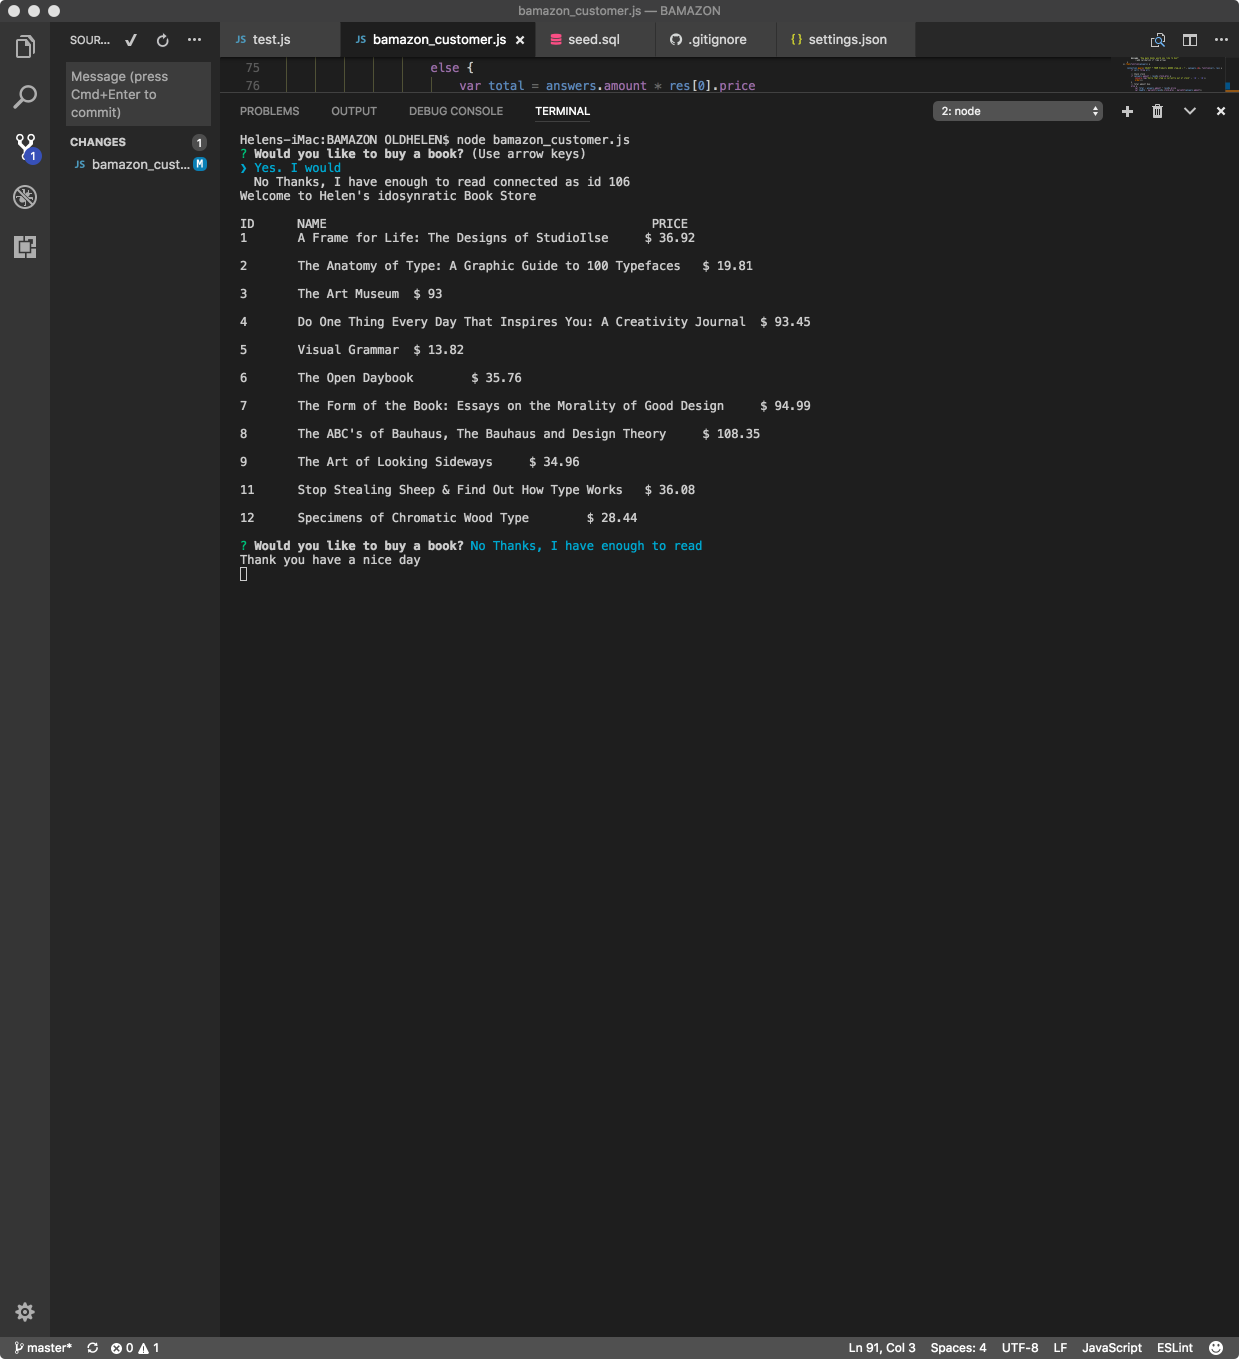 bamazon_customer.js — BAMAZON
SOUR...
JS test.js
JS bamazon_customer.js
seed.sql
.gitignore
{} settings.json
Message (press
Cmd+Enter to
commit)
CHANGES 1
JS bamazon_cust... M
1
75 else {
76 var total = answers.amount * res[0].price
PROBLEMS OUTPUT DEBUG CONSOLE TERMINAL 2: node
Helens-iMac:BAMAZON OLDHELEN$ node bamazon_customer.js
? Would you like to buy a book? (Use arrow keys)
❯ Yes. I would
No Thanks, I have enough to read connected as id 106
Welcome to Helen's idosynratic Book Store
ID NAME PRICE
1 A Frame for Life: The Designs of StudioIlse $ 36.92
2 The Anatomy of Type: A Graphic Guide to 100 Typefaces $ 19.81
3 The Art Museum $ 93
4 Do One Thing Every Day That Inspires You: A Creativity Journal $ 93.45
5 Visual Grammar $ 13.82
6 The Open Daybook $ 35.76
7 The Form of the Book: Essays on the Morality of Good Design $ 94.99
8 The ABC's of Bauhaus, The Bauhaus and Design Theory $ 108.35
9 The Art of Looking Sideways $ 34.96
11 Stop Stealing Sheep & Find Out How Type Works $ 36.08
12 Specimens of Chromatic Wood Type $ 28.44
? Would you like to buy a book? No Thanks, I have enough to read
Thank you have a nice day
master* 0 1 Ln 91, Col 3 Spaces: 4 UTF-8 LF JavaScript ESLint